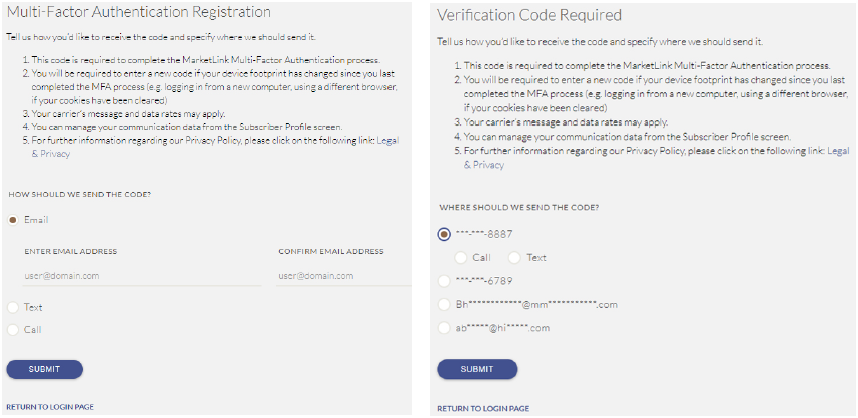 Multi-Factor Authentication Registration
Tell us how you'd like to receive the code and specify where we should send it.
1. This code is required to complete the MarketLink Multi-Factor Authentication process.
2. You will be required to enter a new code if your device footprint has changed since you last
completed the MFA process (e.g. logging in from a new computer, using a different browser,
if your cookies have been cleared)
3. Your carrier's message and data rates may apply.
4. You can manage your communication data from the Subscriber Profile screen.
5. For further information regarding our Privacy Policy, please click on the following link: Legal
& Privacy
HOW SHOULD WE SEND THE CODE?
Email
ENTER EMAIL ADDRESS CONFIRM EMAIL ADDRESS
user@domain.com user@domain.com
Text
Call
SUBMIT
RETURN TO LOGIN PAGE
Verification Code Required
Tell us how you'd like to receive the code and specify where we should send it.
1. This code is required to complete the MarketLink Multi-Factor Authentication process.
2. You will be required to enter a new code if your device footprint has changed since you last
completed the MFA process (e.g. logging in from a new computer, using a different browser,
if your cookies have been cleared)
3. Your carrier's message and data rates may apply.
4. You can manage your communication data from the Subscriber Profile screen.
5. For further information regarding our Privacy Policy, please click on the following link: Legal
& Privacy
WHERE SHOULD WE SEND THE CODE?
***-***-8887
Call Text
***-***-6789
Bh************@mm***********.com
ab*****@hi*****.com
SUBMIT
RETURN TO LOGIN PAGE